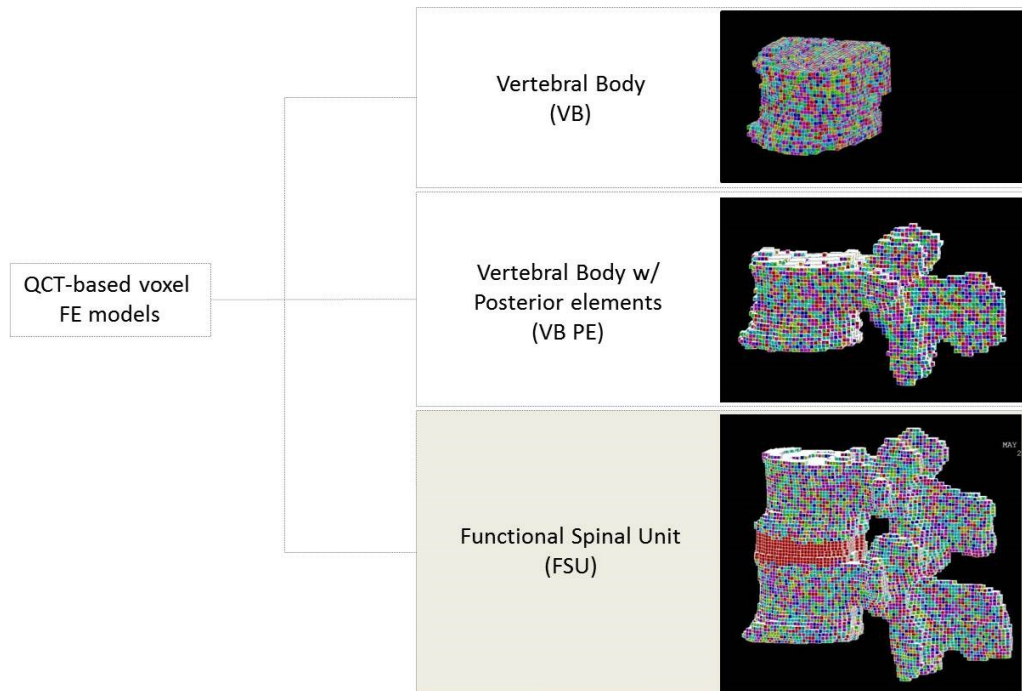 QCT-based voxel
FE models
Vertebral Body
(VB)
Vertebral Body w/
Posterior elements
(VB PE)
Functional Spinal Unit
(FSU)
MAY
2